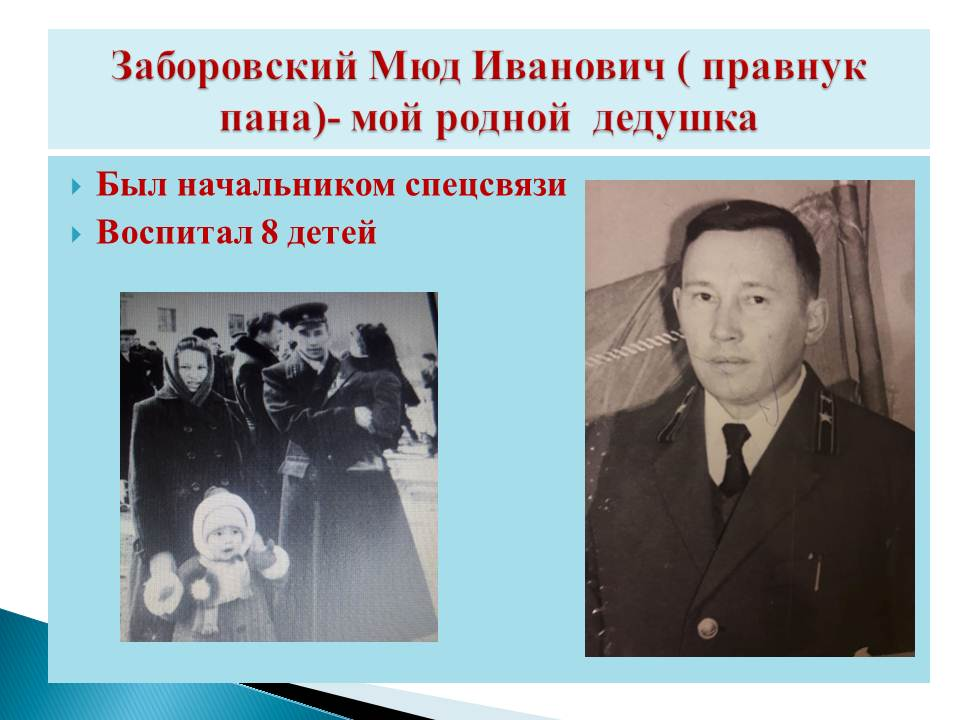 Заборовский Мюд Иванович ( правнук
пана)- мой родной  дедушка
Был начальником спецсвязи
Воспитал 8 детей